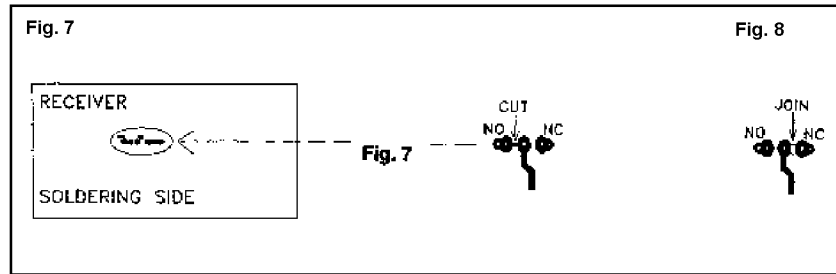 Fig. 7
Fig. 8
RECEIVER
CUT
JOIN
NO NC
NO NC
Fig. 7
SOLDERING SIDE